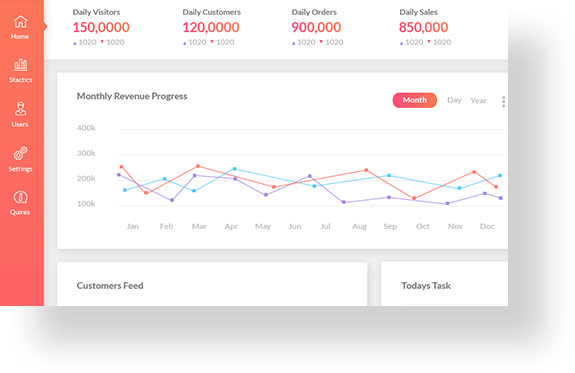 Daily Visitors
150,0000
1020 1020
Daily Customers
120,0000
1020 1020
Daily Orders
900,000
1020 1020
Daily Sales
850,000
1020 1020
Home
Stactics
Users
Settings
Quires
Monthly Revenue Progress
Month Day Year
400k
300k
200k
100k
Jan Feb Mar Apr May Jun Jul Aug Sep Oct Nov Doc
Customers Feed
Todays Task